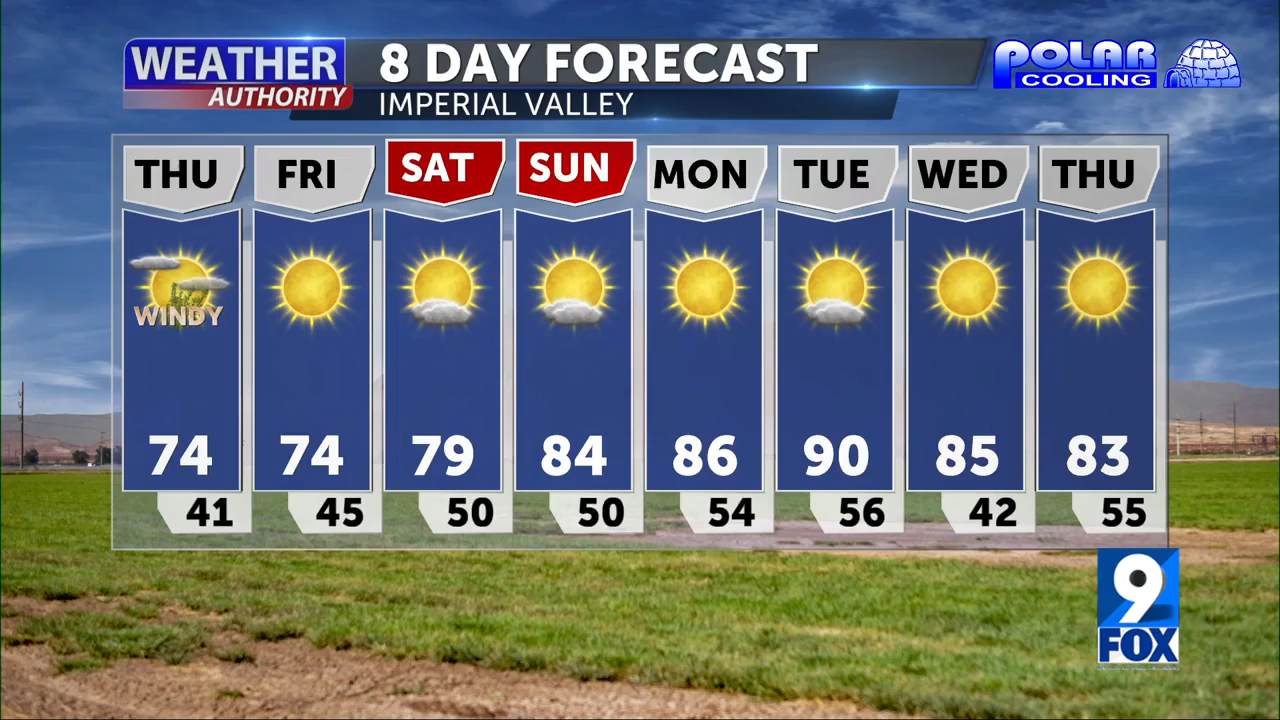 WEATHER
AUTHORITY
8 DAY FORECAST
IMPERIAL VALLEY
POLAR
COOLING
THU FRI SAT SUN MON TUE WED THU
WINDY
74 74 79 84 86 90 85 83
41 45 50 50 54 56 42 55
9
FOX